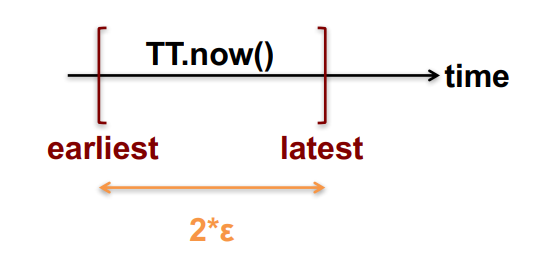 TT.now()
time
earliest
latest
2*ε